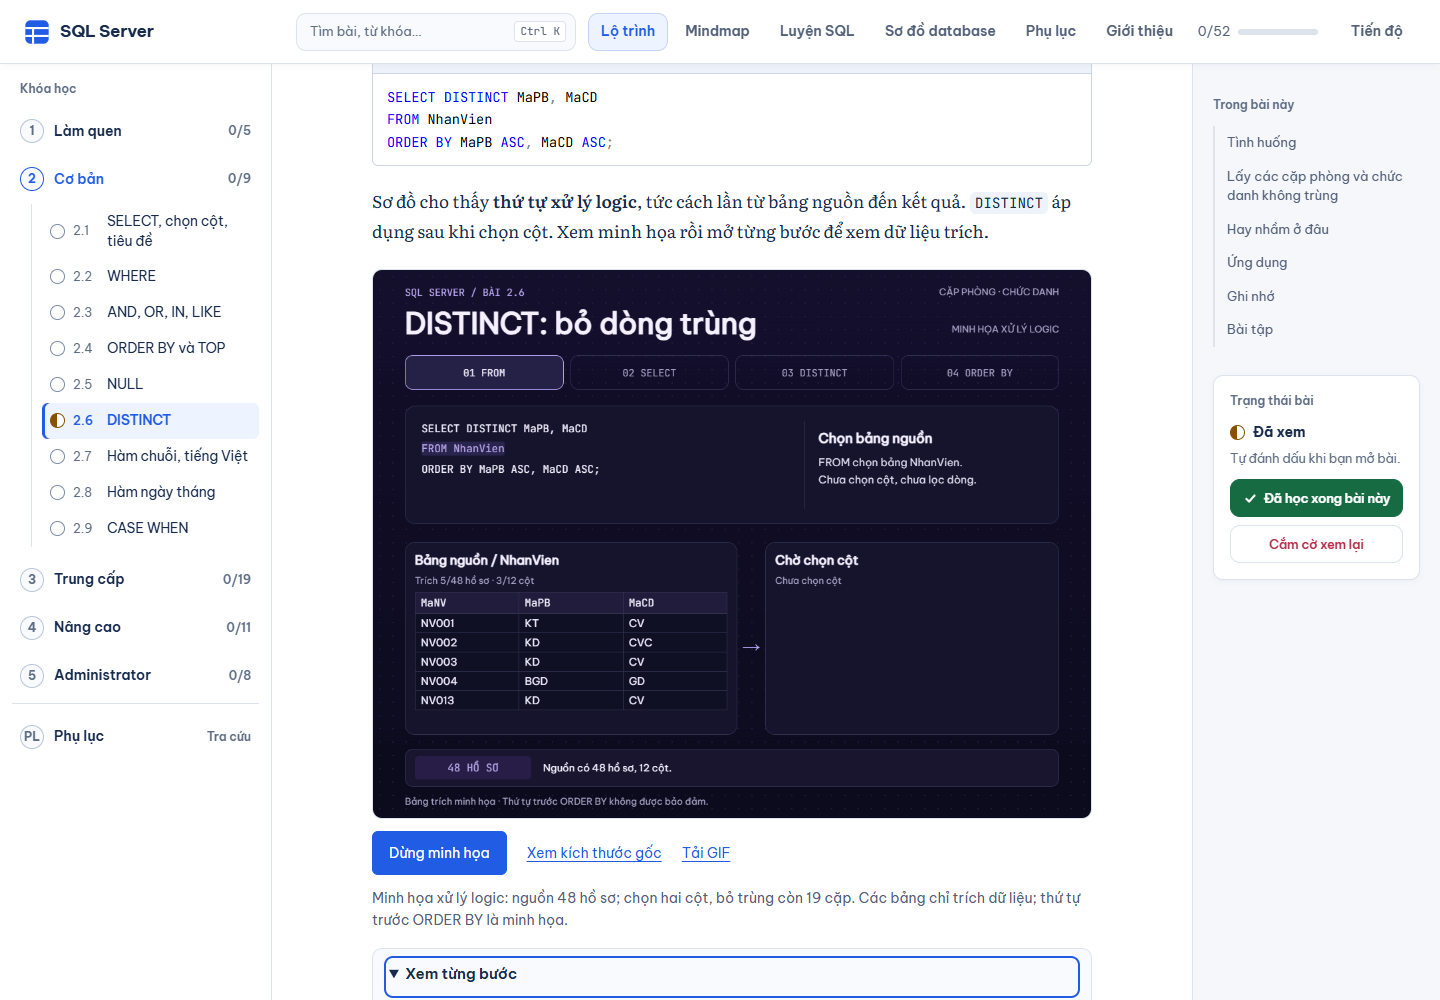 SQL Server
Tìm bài, từ khóa...
Ctrl K
Lộ trình
Mindmap
Luyện SQL
Sơ đồ database
Phụ lục
Giới thiệu
0/52
Tiến độ
Khóa học
1 Làm quen 0/5
2 Cơ bản 0/9
2.1 SELECT, chọn cột,
tiêu đề
2.2 WHERE
2.3 AND, OR, IN, LIKE
2.4 ORDER BY và TOP
2.5 NULL
2.6 DISTINCT
2.7 Hàm chuỗi, tiếng Việt
2.8 Hàm ngày tháng
2.9 CASE WHEN
3 Trung cấp 0/19
4 Nâng cao 0/11
5 Administrator 0/8
PL Phụ lục Tra cứu
SELECT DISTINCT MaPB, MaCD
FROM NhanVien
ORDER BY MaPB ASC, MaCD ASC;
Sơ đồ cho thấy thứ tự xử lý logic, tức cách lần từ bảng nguồn đến kết quả. DISTINCT áp
dụng sau khi chọn cột. Xem minh họa rồi mở từng bước để xem dữ liệu trích.
SQL SERVER / BÀI 2.6
CẶP PHÒNG · CHỨC DANH
DISTINCT: bỏ dòng trùng
MINH HỌA XỬ LÝ LOGIC
01 FROM
02 SELECT
03 DISTINCT
04 ORDER BY
SELECT DISTINCT MaPB, MaCD
FROM NhanVien
ORDER BY MaPB ASC, MaCD ASC;
Chọn bảng nguồn
FROM chọn bảng NhanVien.
Chưa chọn cột, chưa lọc dòng.
Bảng nguồn / NhanVien
Trích 5/48 hồ sơ · 3/12 cột
MaNV MaPB MaCD
NV001 KT CV
NV002 KD CVC
NV003 KD CV
NV004 BGD GD
NV013 KD CV
→
Chờ chọn cột
Chưa chọn cột
48 HỒ SƠ
Nguồn có 48 hồ sơ, 12 cột.
Bảng trích minh họa · Thứ tự trước ORDER BY không được bảo đảm.
Dừng minh họa
Xem kích thước gốc
Tải GIF
Minh họa xử lý logic: nguồn 48 hồ sơ; chọn hai cột, bỏ trùng còn 19 cặp. Các bảng chỉ trích dữ liệu; thứ tự
trước ORDER BY là minh họa.
Xem từng bước
Trong bài này
Tình huống
Lấy các cặp phòng và chức
danh không trùng
Hay nhầm ở đâu
Ứng dụng
Ghi nhớ
Bài tập
Trạng thái bài
Đã xem
Tự đánh dấu khi bạn mở bài.
✓ Đã học xong bài này
Cắm cờ xem lại